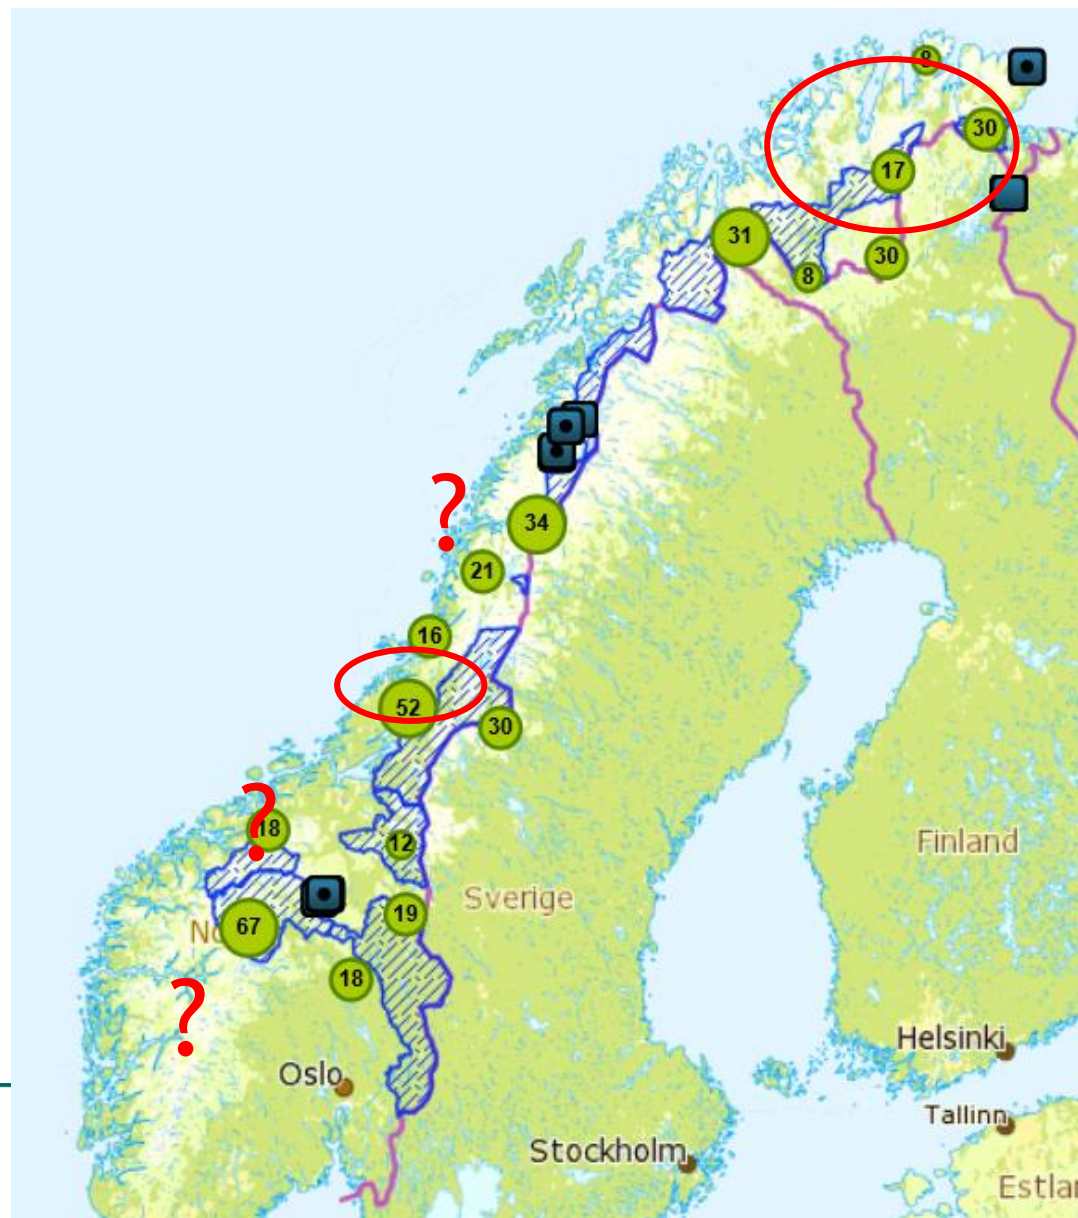 8
30
17
31
30
8
?
34
21
16
52
30
?
18
12
Finland
Sverige
19
No
67
18
?
Helsinki
Oslo
Tallinn
Stockholm
Estla